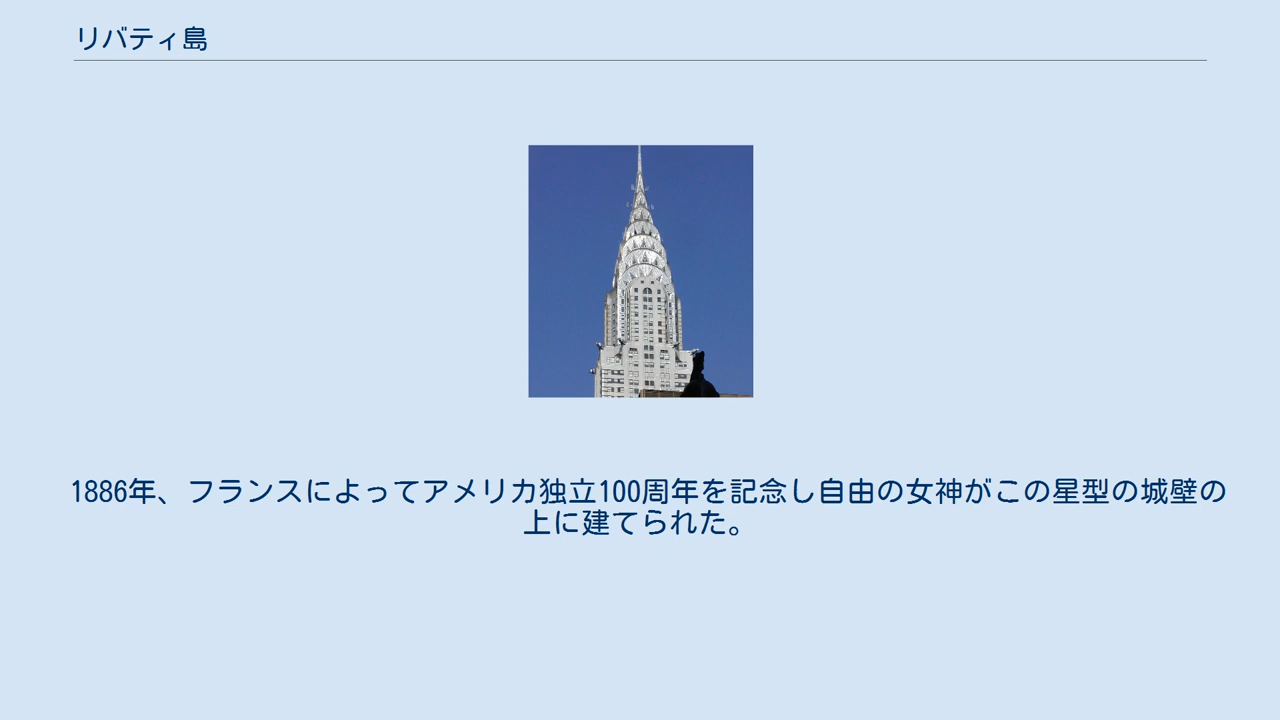 リバティ島
1886年、フランスによってアメリカ独立100周年を記念し自由の女神がこの星型の城壁の
上に建てられた。